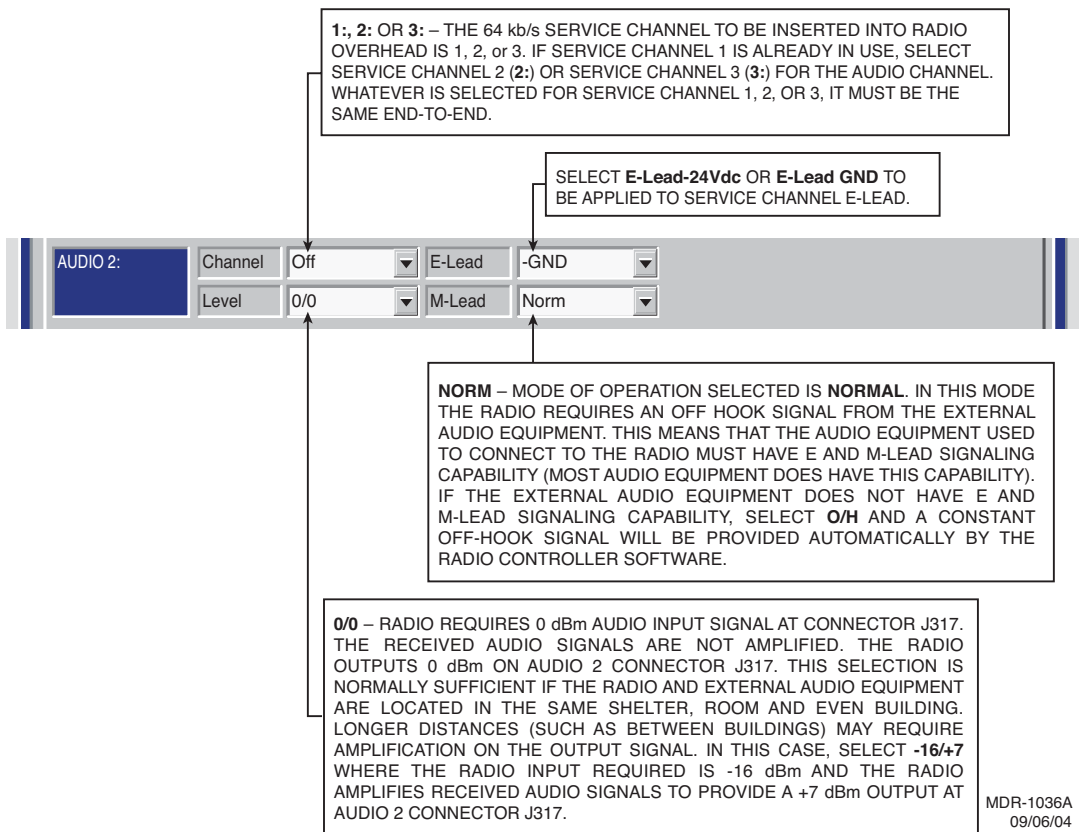 1:, 2: OR 3: – THE 64 kb/s SERVICE CHANNEL TO BE INSERTED INTO RADIO
OVERHEAD IS 1, 2, or 3. IF SERVICE CHANNEL 1 IS ALREADY IN USE, SELECT
SERVICE CHANNEL 2 (2:) OR SERVICE CHANNEL 3 (3:) FOR THE AUDIO CHANNEL.
WHATEVER IS SELECTED FOR SERVICE CHANNEL 1, 2, OR 3, IT MUST BE THE
SAME END-TO-END.
SELECT E-Lead-24Vdc OR E-Lead GND TO
BE APPLIED TO SERVICE CHANNEL E-LEAD.
AUDIO 2: Channel Off E-Lead -GND
Level 0/0 M-Lead Norm
NORM – MODE OF OPERATION SELECTED IS NORMAL. IN THIS MODE
THE RADIO REQUIRES AN OFF HOOK SIGNAL FROM THE EXTERNAL
AUDIO EQUIPMENT. THIS MEANS THAT THE AUDIO EQUIPMENT USED
TO CONNECT TO THE RADIO MUST HAVE E AND M-LEAD SIGNALING
CAPABILITY (MOST AUDIO EQUIPMENT DOES HAVE THIS CAPABILITY).
IF THE EXTERNAL AUDIO EQUIPMENT DOES NOT HAVE E AND
M-LEAD SIGNALING CAPABILITY, SELECT O/H AND A CONSTANT
OFF-HOOK SIGNAL WILL BE PROVIDED AUTOMATICALLY BY THE
RADIO CONTROLLER SOFTWARE.
0/0 – RADIO REQUIRES 0 dBm AUDIO INPUT SIGNAL AT CONNECTOR J317.
THE RECEIVED AUDIO SIGNALS ARE NOT AMPLIFIED. THE RADIO
OUTPUTS 0 dBm ON AUDIO 2 CONNECTOR J317. THIS SELECTION IS
NORMALLY SUFFICIENT IF THE RADIO AND EXTERNAL AUDIO EQUIPMENT
ARE LOCATED IN THE SAME SHELTER, ROOM AND EVEN BUILDING.
LONGER DISTANCES (SUCH AS BETWEEN BUILDINGS) MAY REQUIRE
AMPLIFICATION ON THE OUTPUT SIGNAL. IN THIS CASE, SELECT -16/+7
WHERE THE RADIO INPUT REQUIRED IS -16 dBm AND THE RADIO
AMPLIFIES RECEIVED AUDIO SIGNALS TO PROVIDE A +7 dBm OUTPUT AT
AUDIO 2 CONNECTOR J317.
MDR-1036A
09/06/04